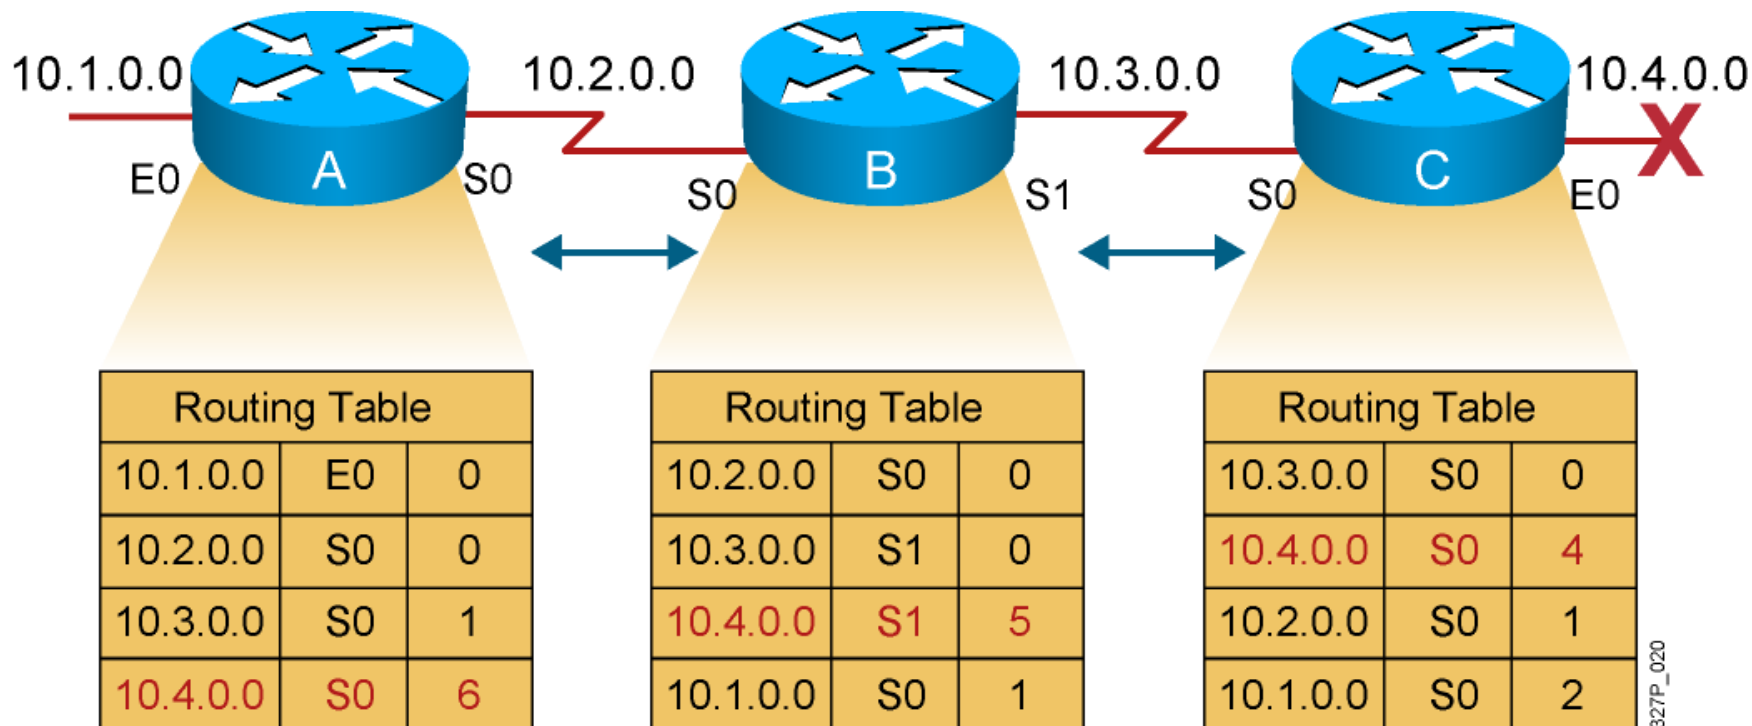 10.1.0.0 10.2.0.0 10.3.0.0 10.4.0.0
X
A B C
E0 S0 S0 S1 S0 E0
Routing Table
10.1.0.0 E0 0
10.2.0.0 S0 0
10.3.0.0 S0 1
10.4.0.0 S0 6
Routing Table
10.2.0.0 S0 0
10.3.0.0 S1 0
10.4.0.0 S1 5
10.1.0.0 S0 1
Routing Table
10.3.0.0 S0 0
10.4.0.0 S0 4
10.2.0.0 S0 1
10.1.0.0 S0 2
327P_020